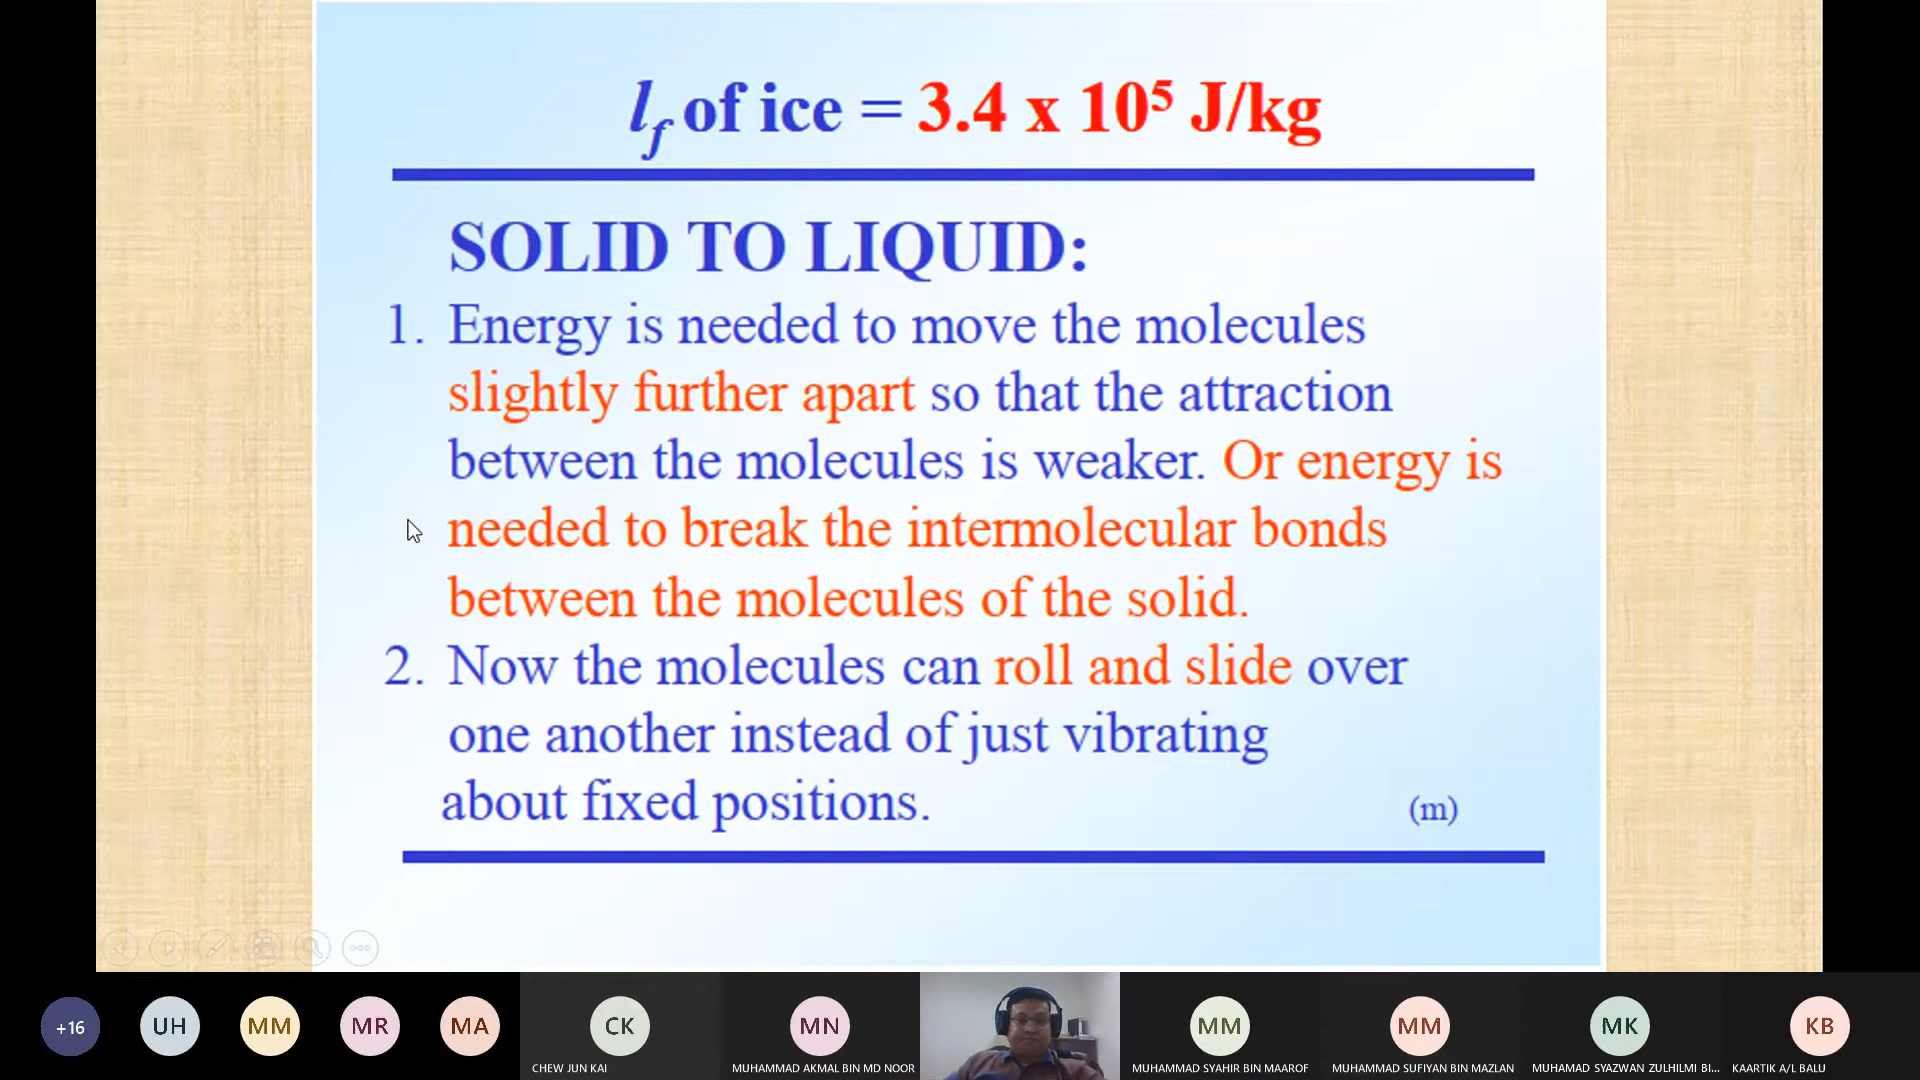 lf of ice = 3.4 x 10⁵ J/kg
SOLID TO LIQUID:
1. Energy is needed to move the molecules
slightly further apart so that the attraction
between the molecules is weaker. Or energy is
needed to break the intermolecular bonds
between the molecules of the solid.
2. Now the molecules can roll and slide over
one another instead of just vibrating
about fixed positions. (m)
+16 UH MM MR MA CK MN MM MM MK KB
CHEW JUN KAI MUHAMMAD AKMAL BIN MD NOOR MUHAMMAD SYAHIR BIN MAAROF MUHAMMAD SUFIYAN BIN MAZLAN MUHAMAD SYAZWAN ZULHILMI BI... KAARTIK A/L BALU